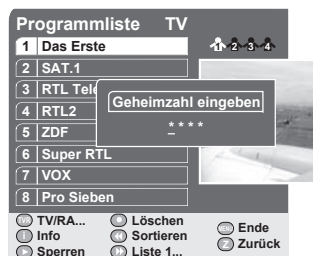 Programmliste TV
1 Das Erste
1 2 3 4
2 SAT.1
3 RTL Tele
Geheimzahl eingeben
* * * *
4 RTL2
5 ZDF
6 Super RTL
7 VOX
8 Pro Sieben
TV/RA... Löschen
Ende
Info Sortieren
Zurück
Sperren Liste 1...